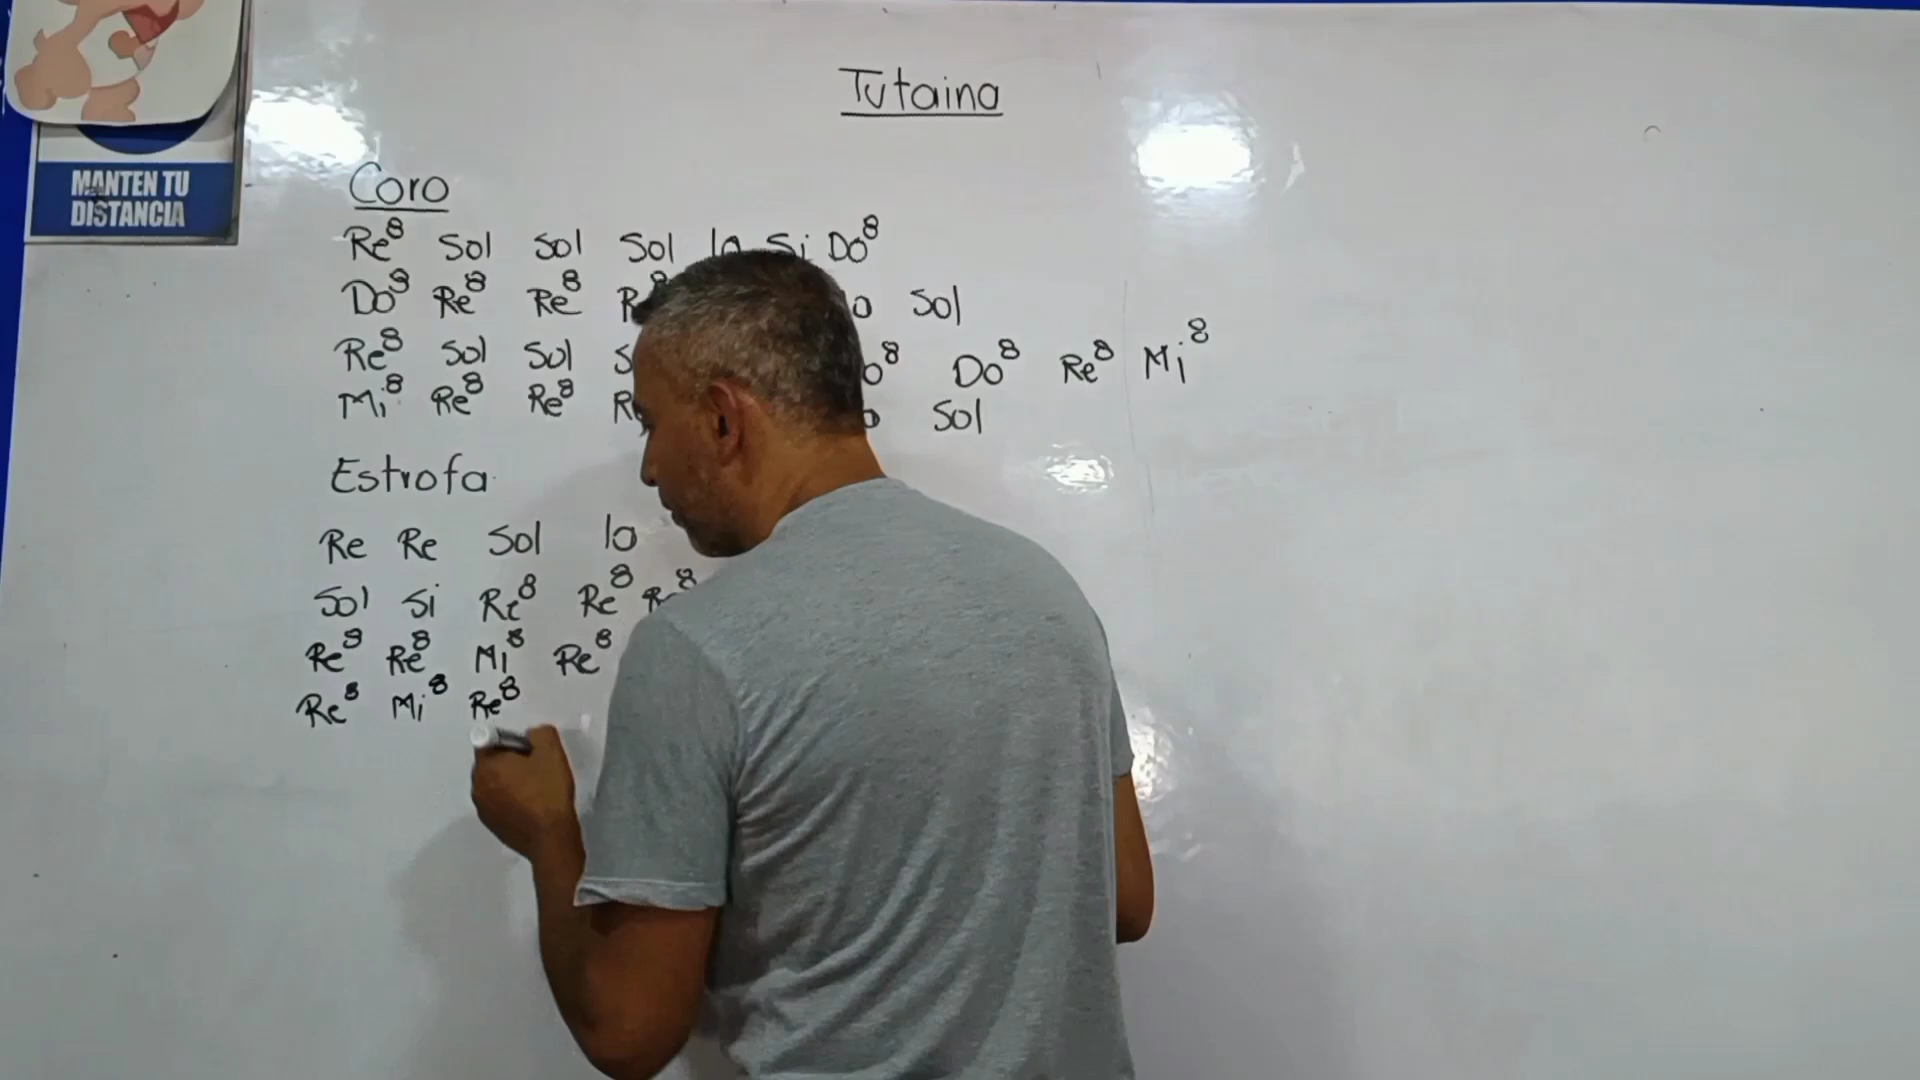 Tutaina
MANTEN TU
DISTANCIA
Coro
Re⁸ Sol Sol Sol la Si Do⁸
Do⁸ Re⁸ Re⁸ Sol
Re⁸ Sol Sol Do⁸ Re⁸ Mi⁸
Mi⁸ Re⁸ Re⁸ Sol
Estrofa
Re Re Sol la
Sol Si Re⁸ Re⁸ Re⁸
Re⁸ Re⁸ Mi⁸ Re⁸
Re⁸ Mi⁸ Re⁸